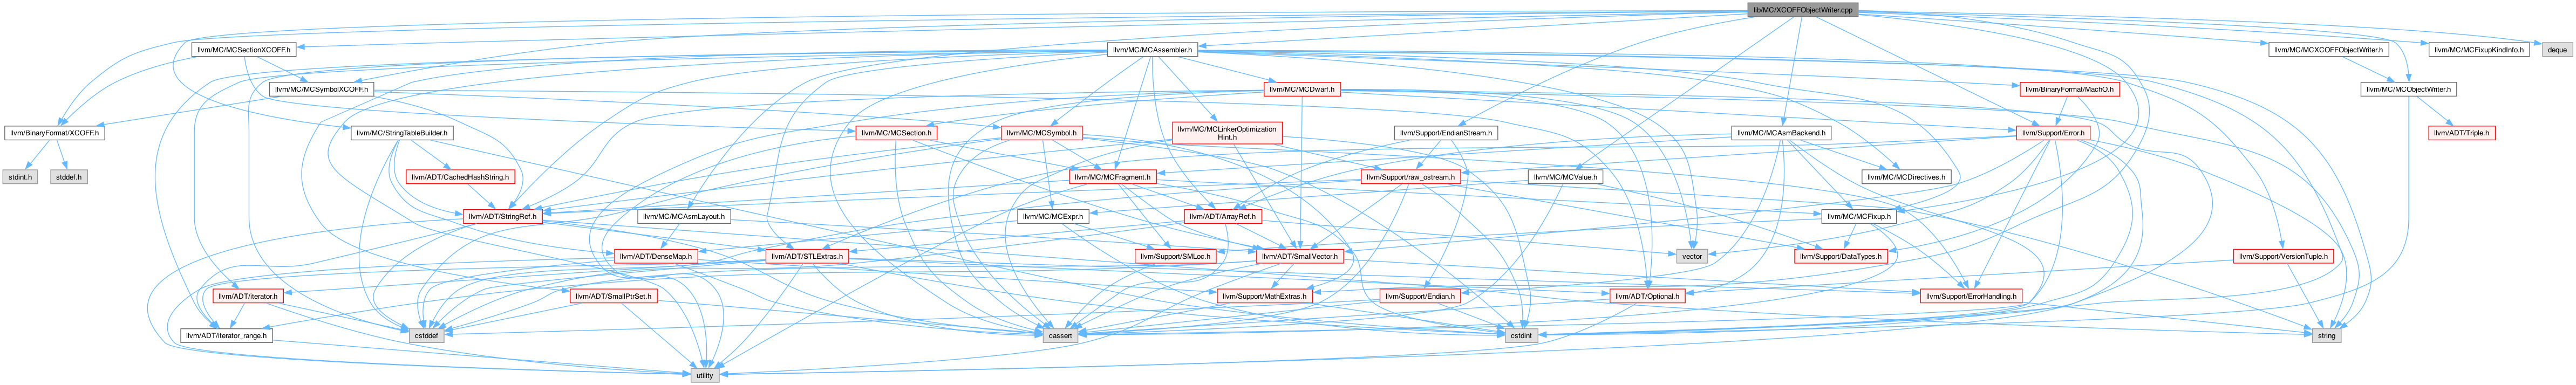 lib/MC/XCOFFObjectWriter.cpp
llvm/MC/MCSectionXCOFF.h
llvm/MC/MCAssembler.h
llvm/MC/MCXCOFFObjectWriter.h
llvm/MC/MCFixupKindInfo.h
deque
llvm/MC/MCSymbolXCOFF.h
llvm/MC/MCDwarf.h
llvm/BinaryFormat/MachO.h
llvm/MC/MCObjectWriter.h
llvm/BinaryFormat/XCOFF.h
llvm/MC/StringTableBuilder.h
llvm/MC/MCSection.h
llvm/MC/MCSymbol.h
llvm/MC/MCLinkerOptimization
Hint.h
llvm/Support/EndianStream.h
llvm/MC/MCAsmBackend.h
llvm/Support/Error.h
llvm/ADT/Triple.h
stdint.h
stddef.h
llvm/ADT/CachedHashString.h
llvm/MC/MCFragment.h
llvm/Support/raw_ostream.h
llvm/MC/MCValue.h
llvm/MC/MCDirectives.h
llvm/ADT/StringRef.h
llvm/MC/MCAsmLayout.h
llvm/MC/MCExpr.h
llvm/ADT/ArrayRef.h
llvm/MC/MCFixup.h
llvm/ADT/DenseMap.h
llvm/ADT/STLExtras.h
llvm/Support/SMLoc.h
llvm/ADT/SmallVector.h
vector
llvm/Support/DataTypes.h
llvm/Support/VersionTuple.h
llvm/ADT/iterator.h
llvm/ADT/SmallPtrSet.h
llvm/Support/MathExtras.h
llvm/Support/Endian.h
llvm/ADT/Optional.h
llvm/Support/ErrorHandling.h
llvm/ADT/iterator_range.h
cstddef
cassert
cstdint
string
utility